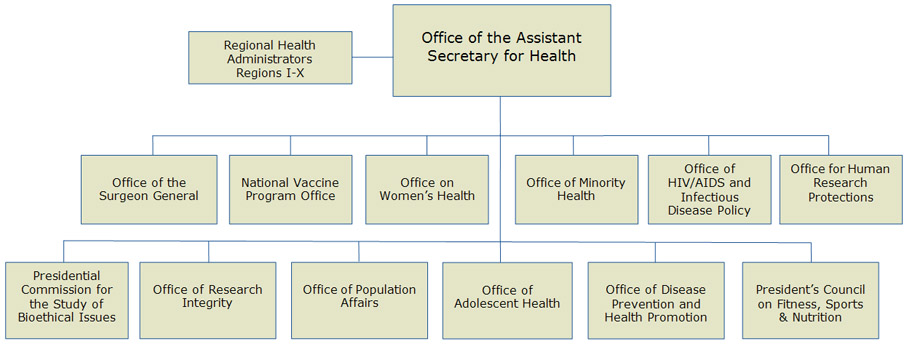 Office of the Assistant
Secretary for Health
Regional Health
Administrators
Regions I-X
Office of the
Surgeon General
National Vaccine
Program Office
Office on
Women’s Health
Office of Minority
Health
Office of
HIV/AIDS and
Infectious
Disease Policy
Office for Human
Research
Protections
Presidential
Commission for
the Study of
Bioethical Issues
Office of Research
Integrity
Office of Population
Affairs
Office of
Adolescent Health
Office of Disease
Prevention and
Health Promotion
President’s Council
on Fitness, Sports
& Nutrition